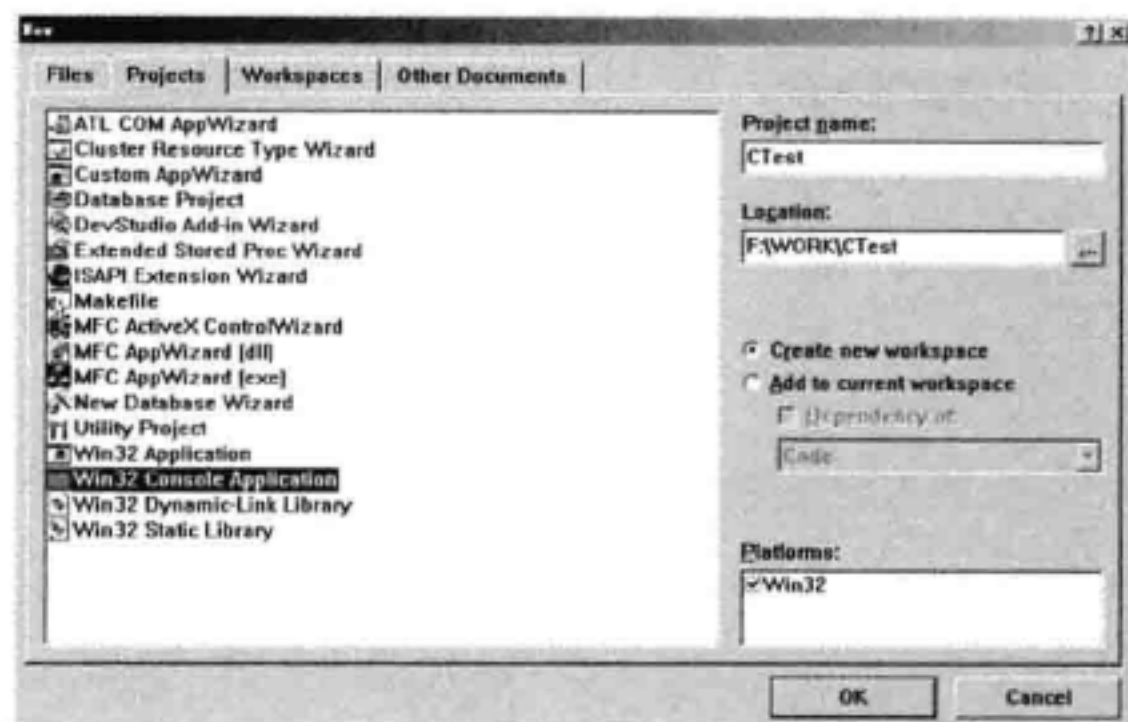 New
Files Projects Workspaces Other Documents
ATL COM AppWizard
Cluster Resource Type Wizard
Custom AppWizard
Database Project
DevStudio Add-in Wizard
Extended Stored Proc Wizard
ISAPI Extension Wizard
Makefile
MFC ActiveX ControlWizard
MFC AppWizard (dll)
MFC AppWizard (exe)
New Database Wizard
Utility Project
Win32 Application
Win32 Console Application
Win32 Dynamic-Link Library
Win32 Static Library
Project name:
CTest
Location:
F:\WORK\CTest
...
Create new workspace
Add to current workspace
Dependency of:
Code
Platforms:
Win32
OK Cancel